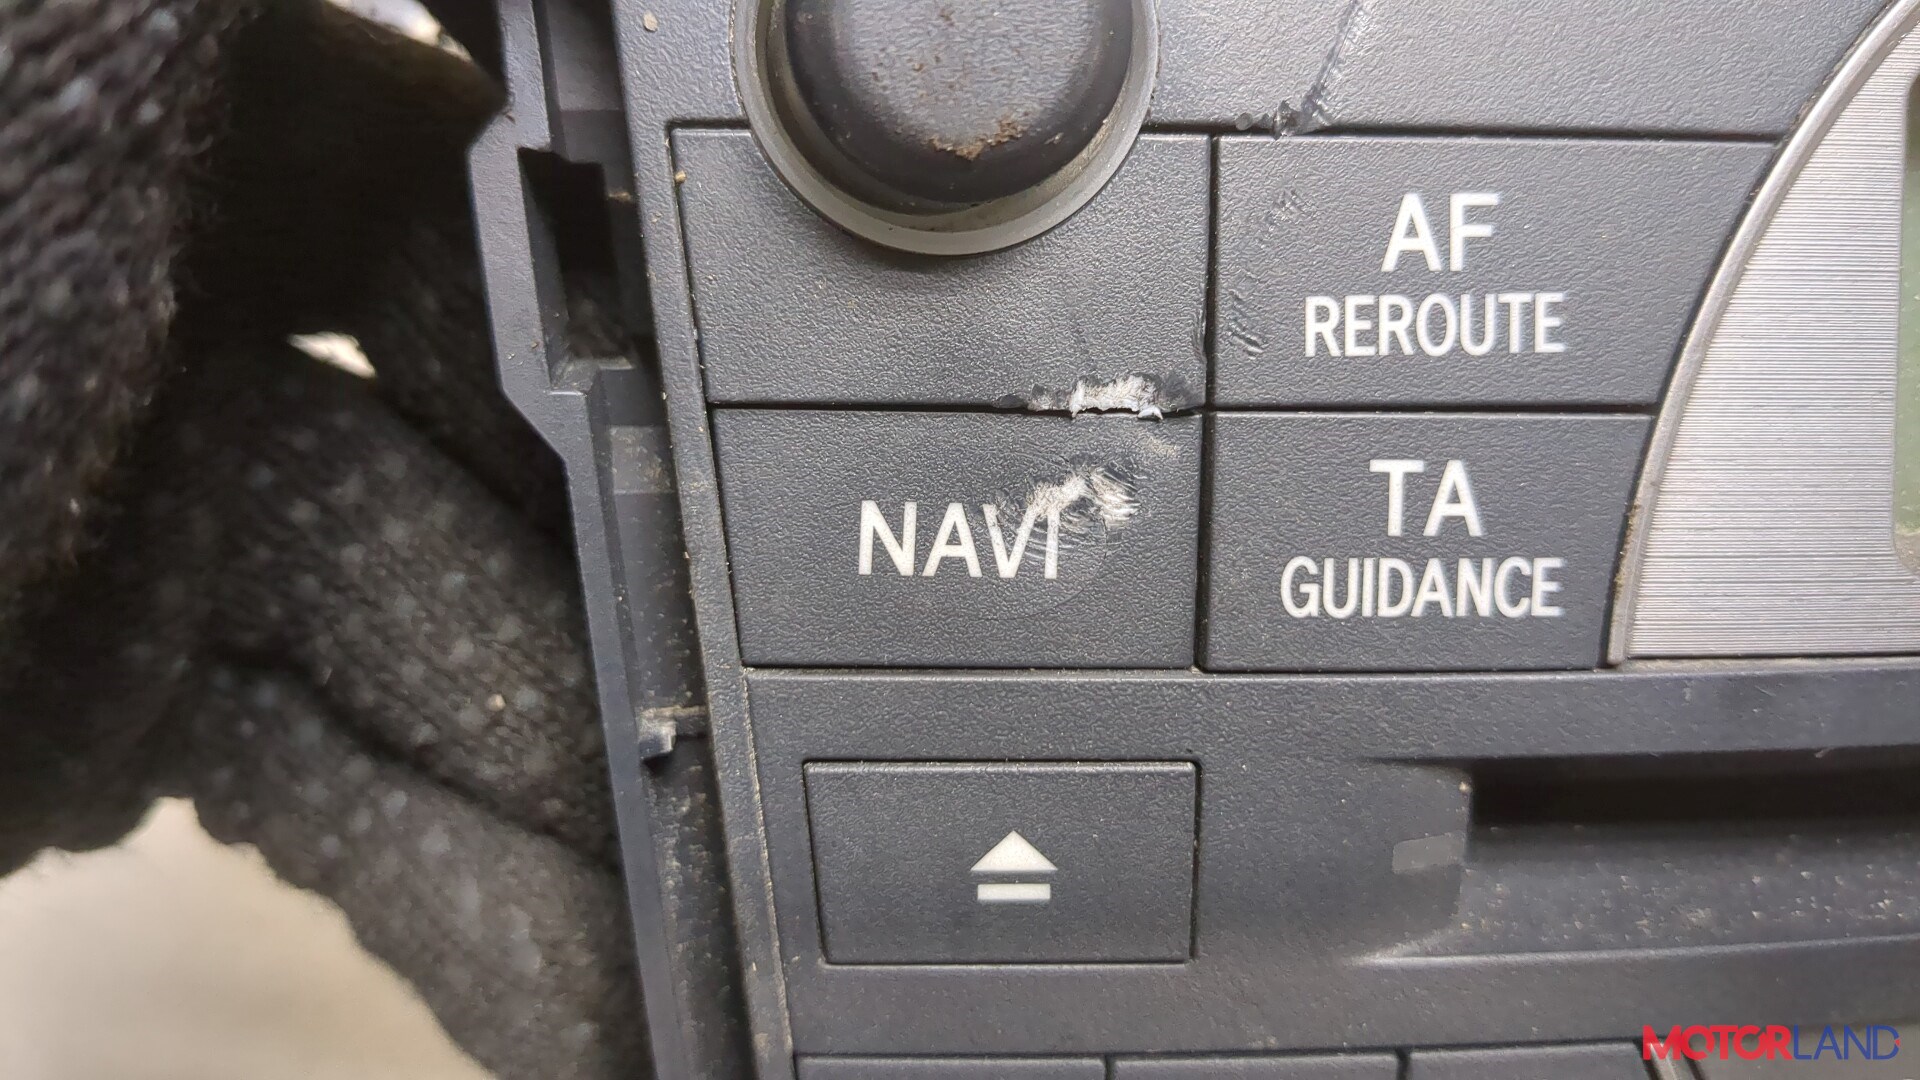 AF
REROUTE
NAVI
TA
GUIDANCE
MOTORLAND